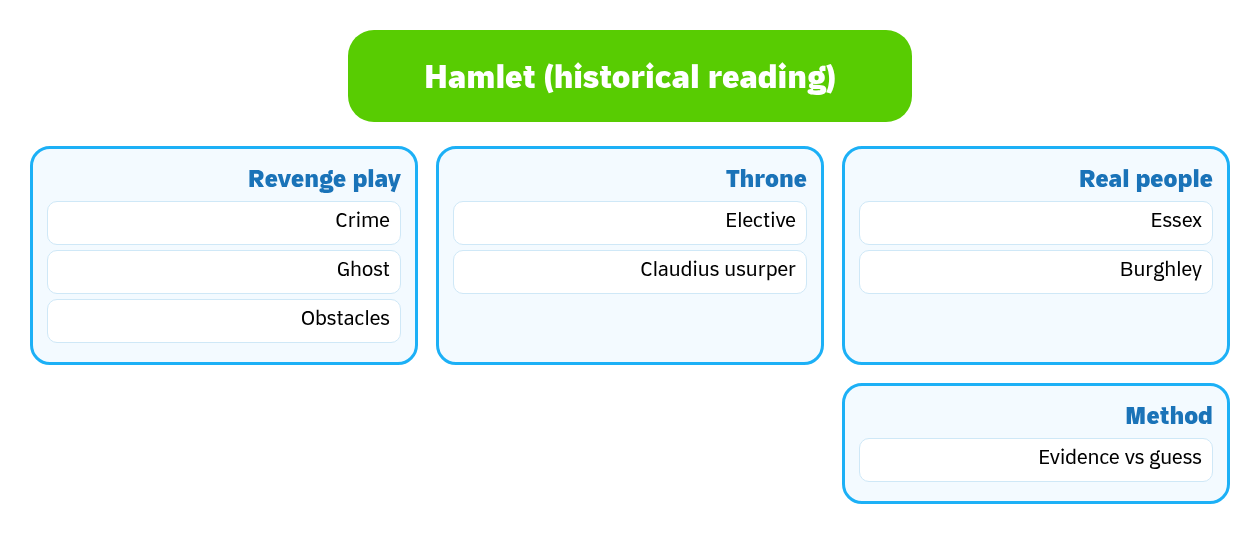 Hamlet (historical reading)
Revenge play
Crime
Ghost
Obstacles
Throne
Elective
Claudius usurper
Real people
Essex
Burghley
Method
Evidence vs guess